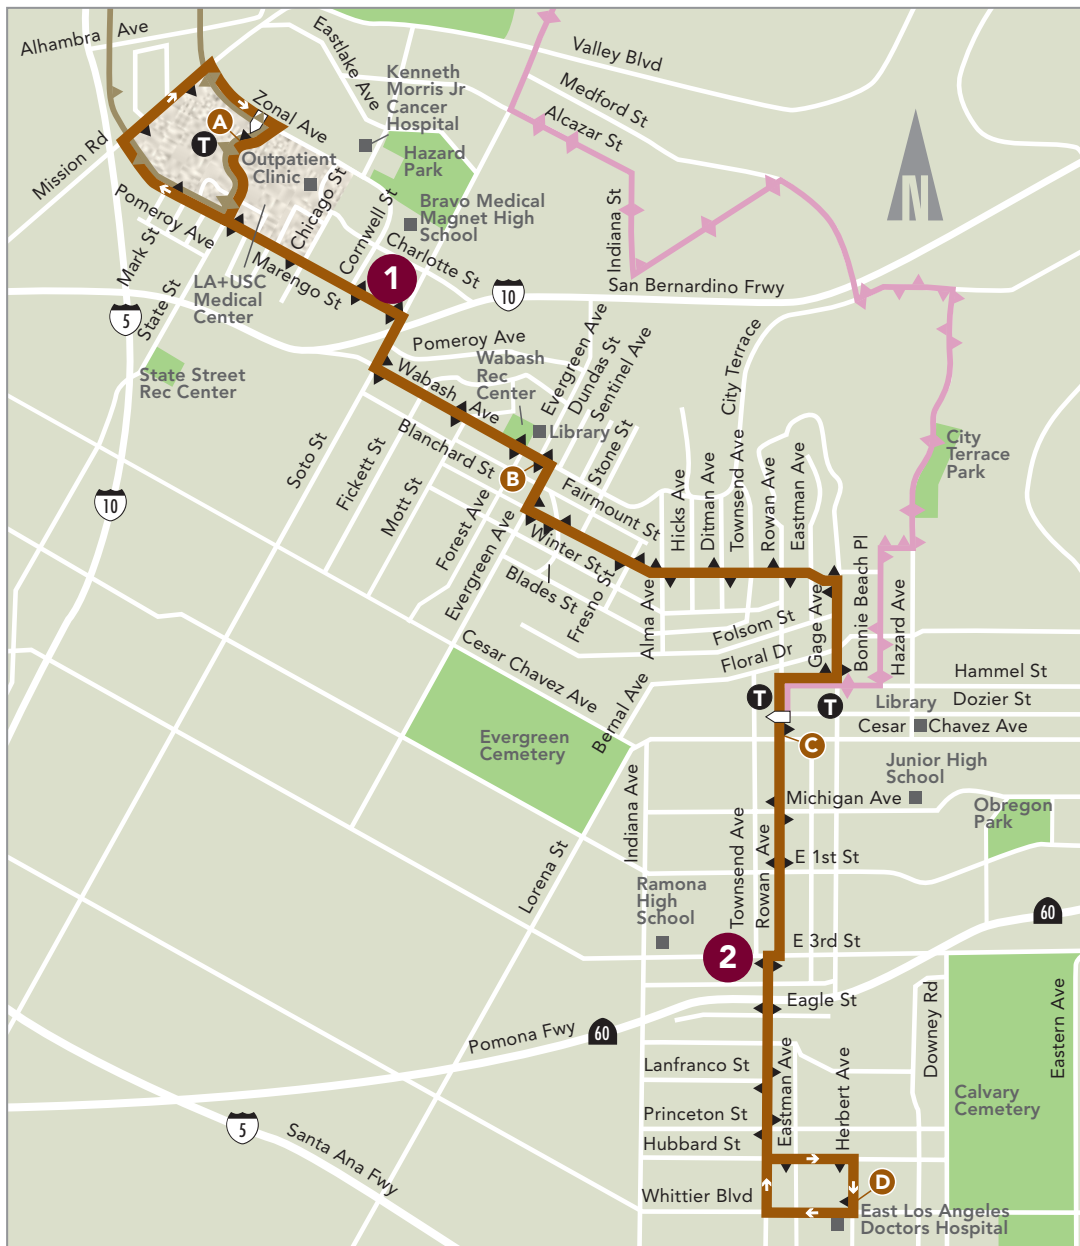 Alhambra Ave
Eastlake Ave
Valley Blvd
Kenneth
Morris Jr
Cancer
Hospital
Medford St
Zonal Ave
A
Alcazar St
T
Mission Rd
Outpatient
Clinic
Hazard
Park
N
Chicago St
Cornwell St
Bravo Medical
Magnet High
School
Indiana St
Pomeroy Ave
Mark St
Charlotte St
Marengo St
1
LA+USC
Medical
Center
San Bernardino Frwy
10
State St
5
Pomeroy Ave
Evergreen Ave
Dundas St
Sentinel Ave
City Terrace
State Street
Rec Center
Wabash
Rec
Center
Wabash Ave
Library
Blanchard St
Stone St
City
Terrace
Park
Soto St
Fickett St
B
Fairmount St
Hicks Ave
Ditman Ave
Townsend Ave
Rowan Ave
Eastman Ave
10
Mott St
Forest Ave
Evergreen Ave
Winter St
Blades St
Fresno St
Alma Ave
Folsom St
Gage Ave
Bonnie Beach Pl
Hazard Ave
Floral Dr
Cesar Chavez Ave
Bernal Ave
Hammel St
T
T
Library
Dozier St
Cesar Chavez Ave
Evergreen
Cemetery
C
Junior High
School
Indiana Ave
Michigan Ave
Obregon
Park
Townsend Ave
Rowan Ave
E 1st St
Lorena St
Ramona
High
School
60
E 3rd St
2
Eagle St
Pomona Fwy
60
Downey Rd
Eastern Ave
Lanfranco St
Eastman Ave
Herbert Ave
Calvary
Cemetery
Princeton St
5
Santa Ana Fwy
Hubbard St
D
Whittier Blvd
East Los Angeles
Doctors Hospital